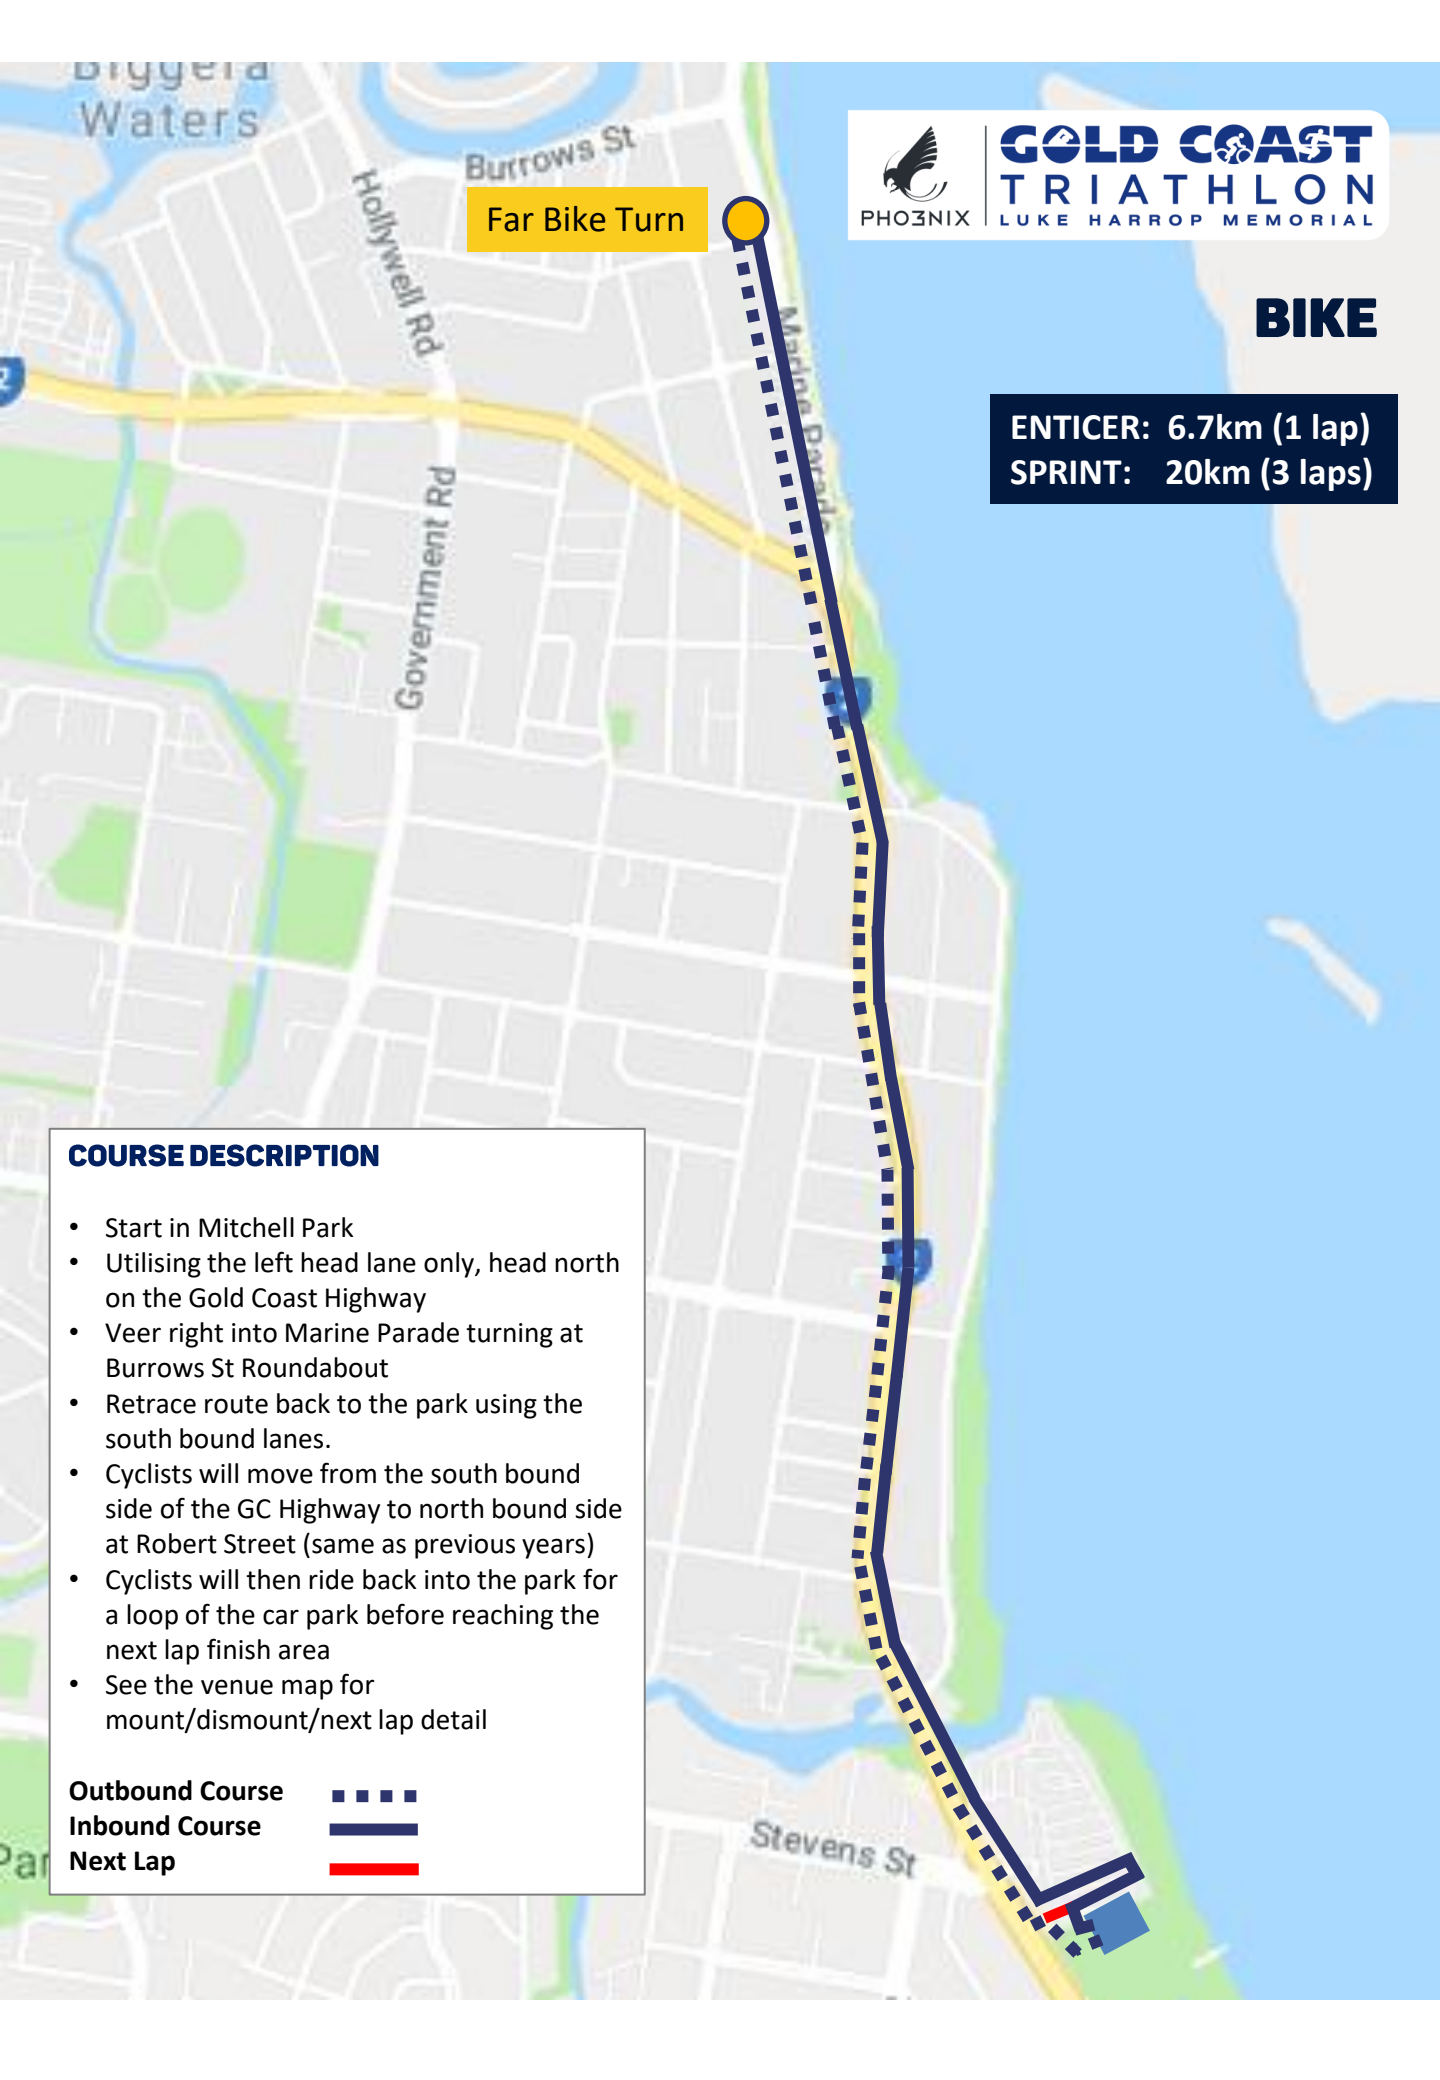 Biggera
Waters
Burrows St
Hollywell Rd
Far Bike Turn
PHO3NIX
GOLD COAST
TRIATHLON
LUKE HARROP MEMORIAL
BIKE
Marine Parade
ENTICER: 6.7km (1 lap)
SPRINT: 20km (3 laps)
Government Rd
COURSE DESCRIPTION
• Start in Mitchell Park
• Utilising the left head lane only, head north
on the Gold Coast Highway
• Veer right into Marine Parade turning at
Burrows St Roundabout
• Retrace route back to the park using the
south bound lanes.
• Cyclists will move from the south bound
side of the GC Highway to north bound side
at Robert Street (same as previous years)
• Cyclists will then ride back into the park for
a loop of the car park before reaching the
next lap finish area
• See the venue map for
mount/dismount/next lap detail
Outbound Course
Inbound Course
Next Lap
Par
Stevens St